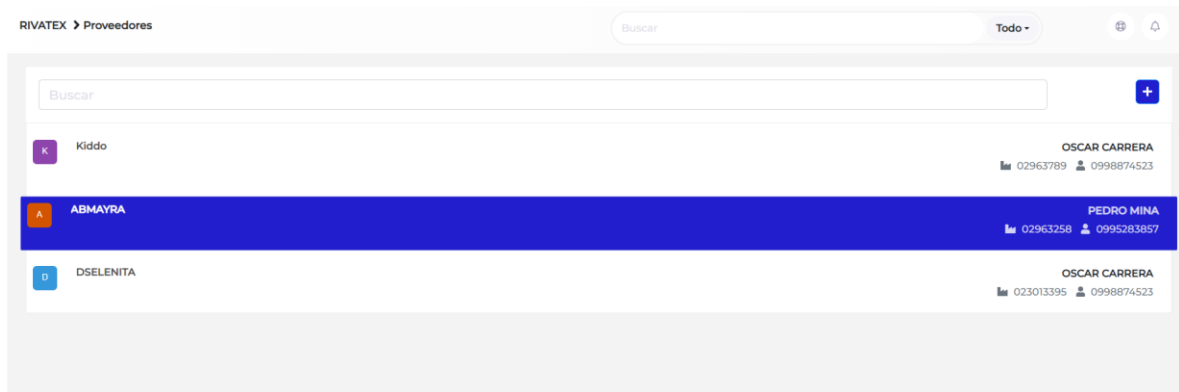 RIVATEX > Proveedores
Buscar
Todo
Buscar
+
K
Kiddo
OSCAR CARRERA
02963789 0998874523
A
ABMAYRA
PEDRO MINA
02963258 0995283857
D
DSELENITA
OSCAR CARRERA
023013395 0998874523